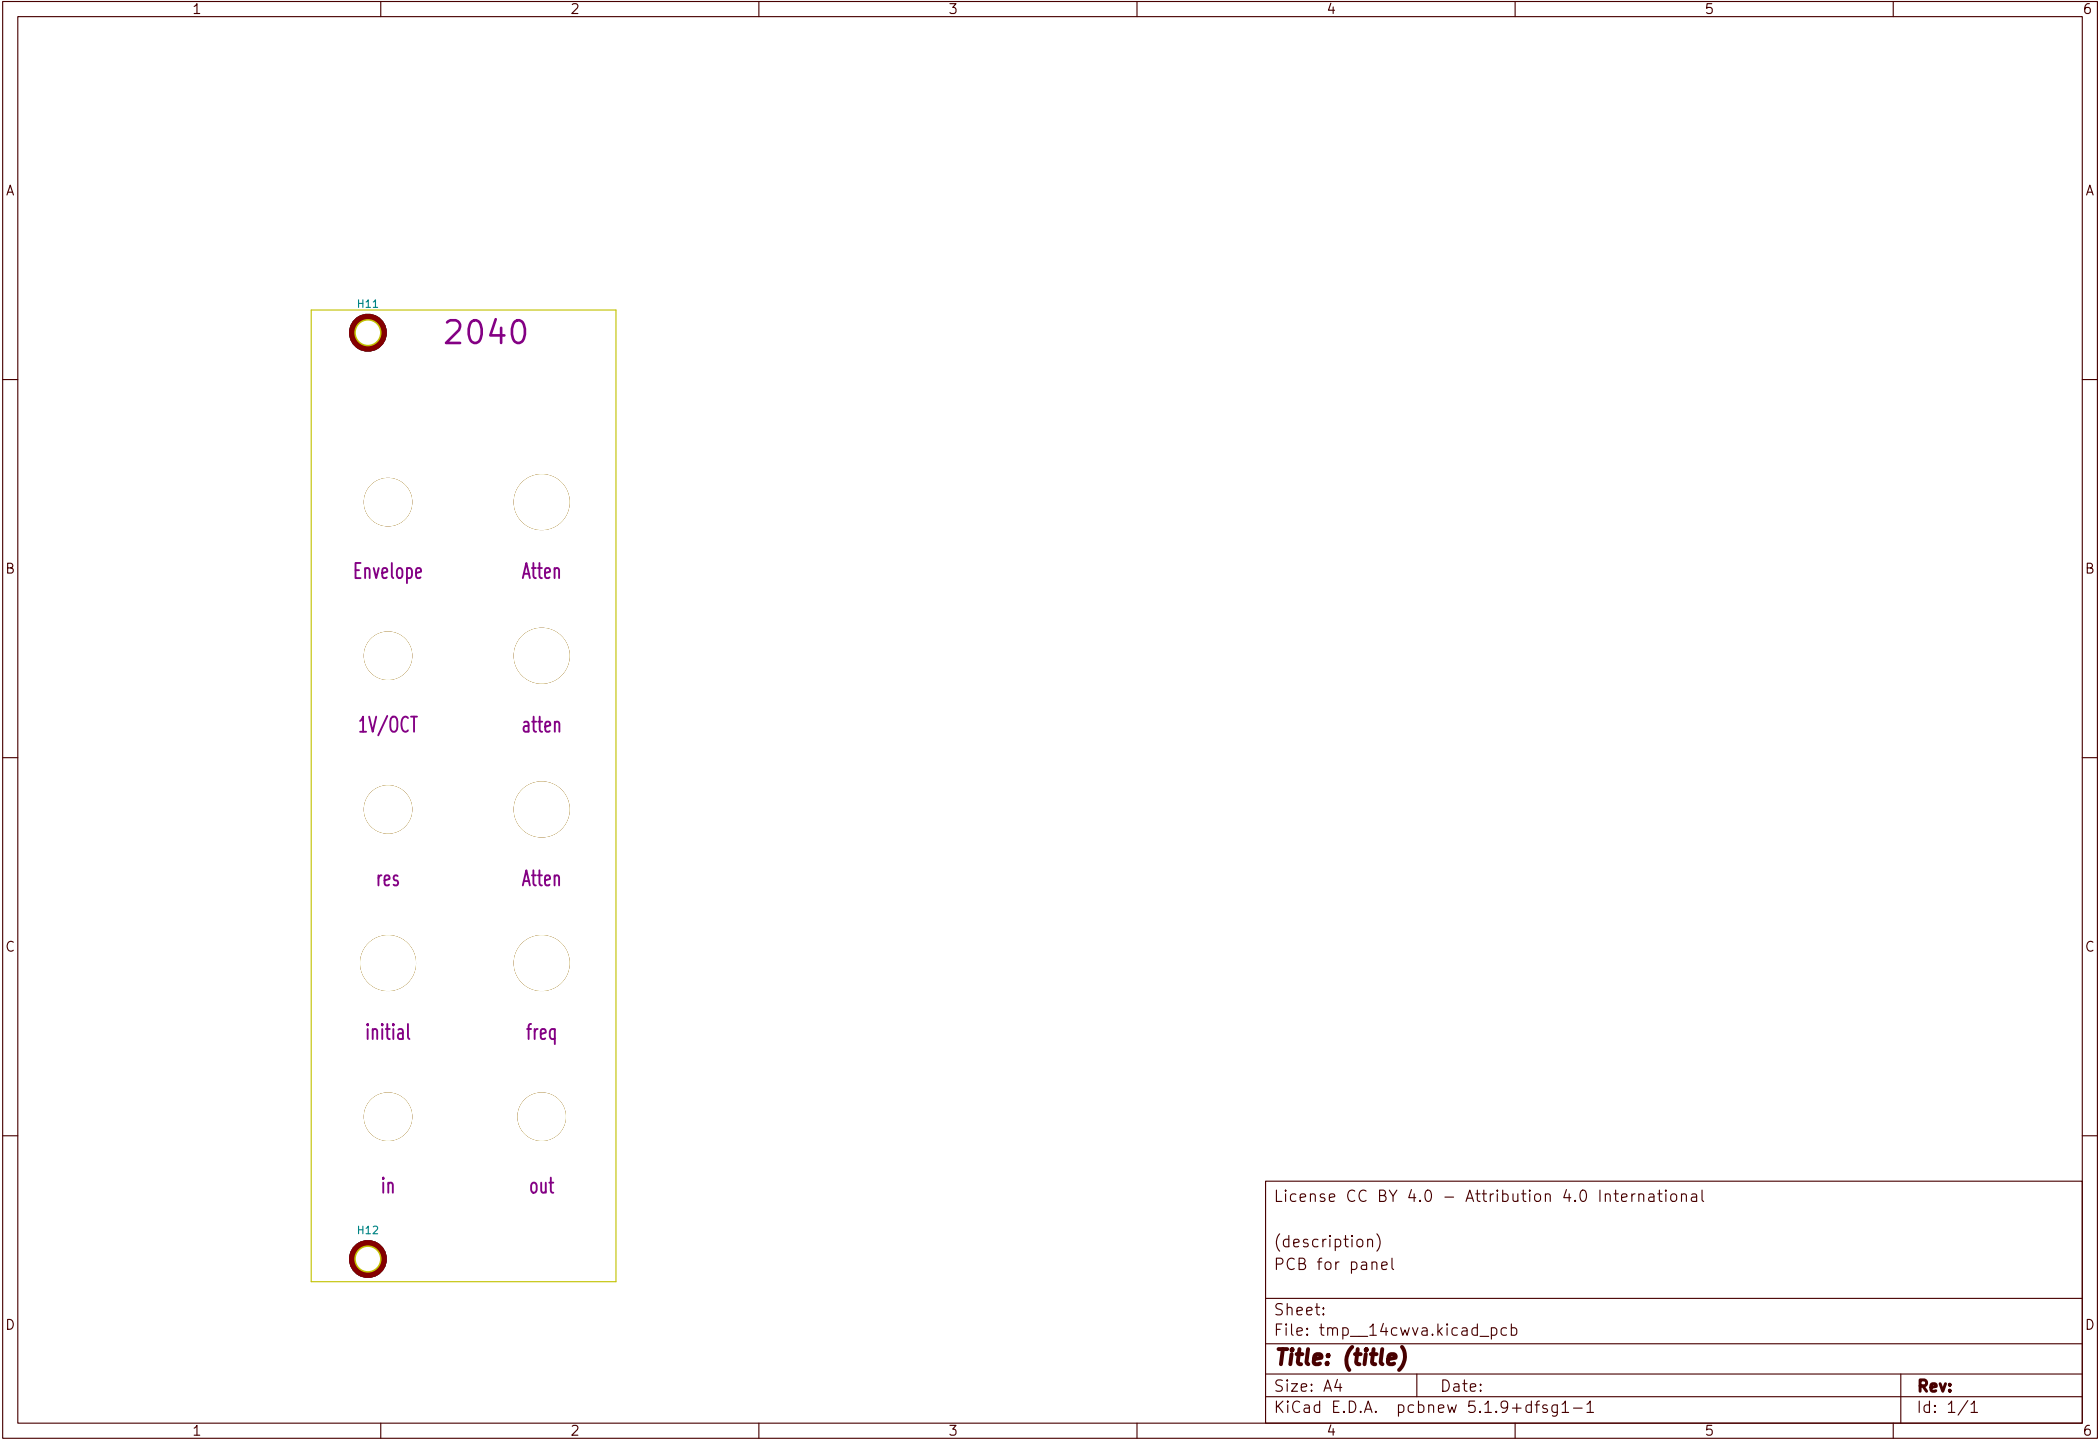 1 2 3 4 5 6
A A
H11
2040
Envelope Atten
B B
1V/OCT atten
res Atten
C C
initial freq
in out
License CC BY 4.0 - Attribution 4.0 International
H12
(description)
PCB for panel
Sheet:
D D
File: tmp__14cwva.kicad_pcb
Title: (title)
Size: A4 Date: Rev:
KiCad E.D.A. pcbnew 5.1.9+dfsg1-1 Id: 1/1
1 2 3 4 5 6